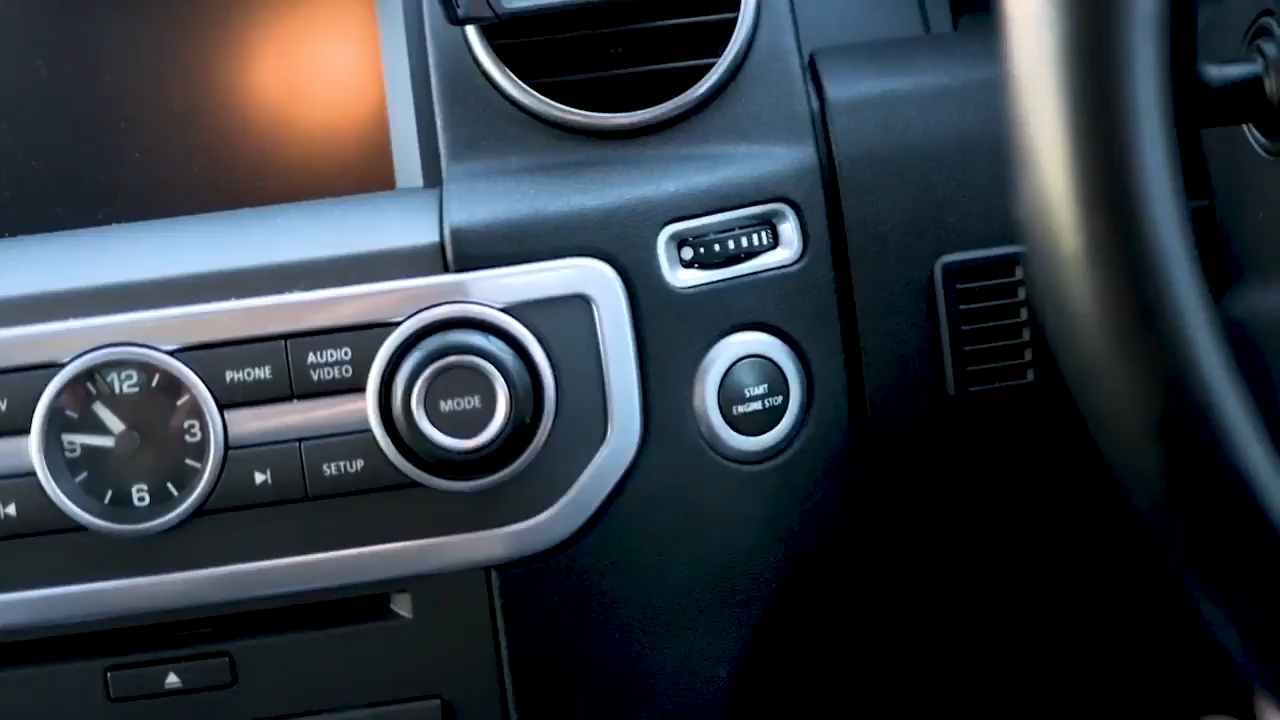 12
3
6
9
V
PHONE
AUDIO
VIDEO
MODE
SETUP
START
ENGINE STOP